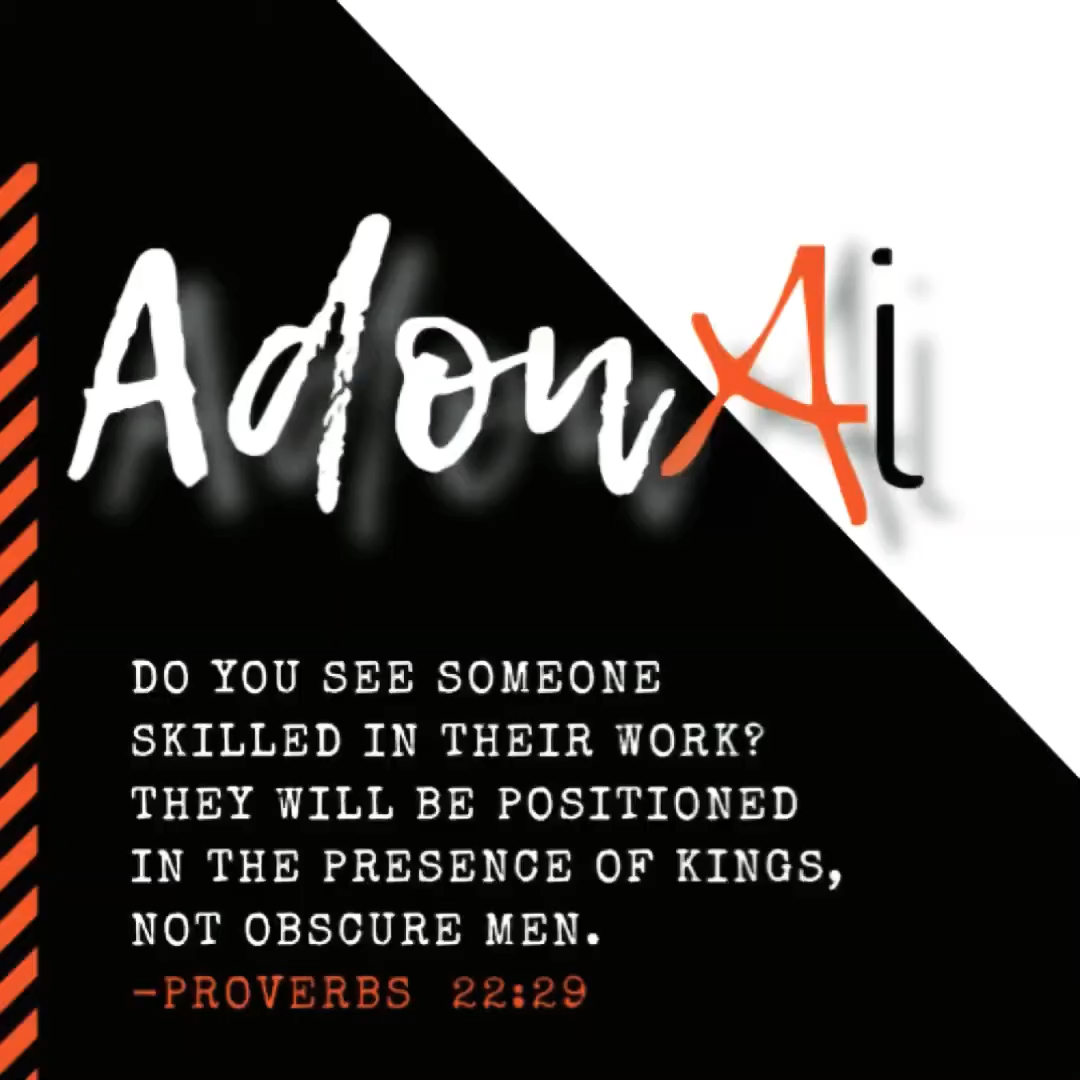 AdonAi
DO YOU SEE SOMEONE
SKILLED IN THEIR WORK?
THEY WILL BE POSITIONED
IN THE PRESENCE OF KINGS,
NOT OBSCURE MEN.
-PROVERBS 22:29